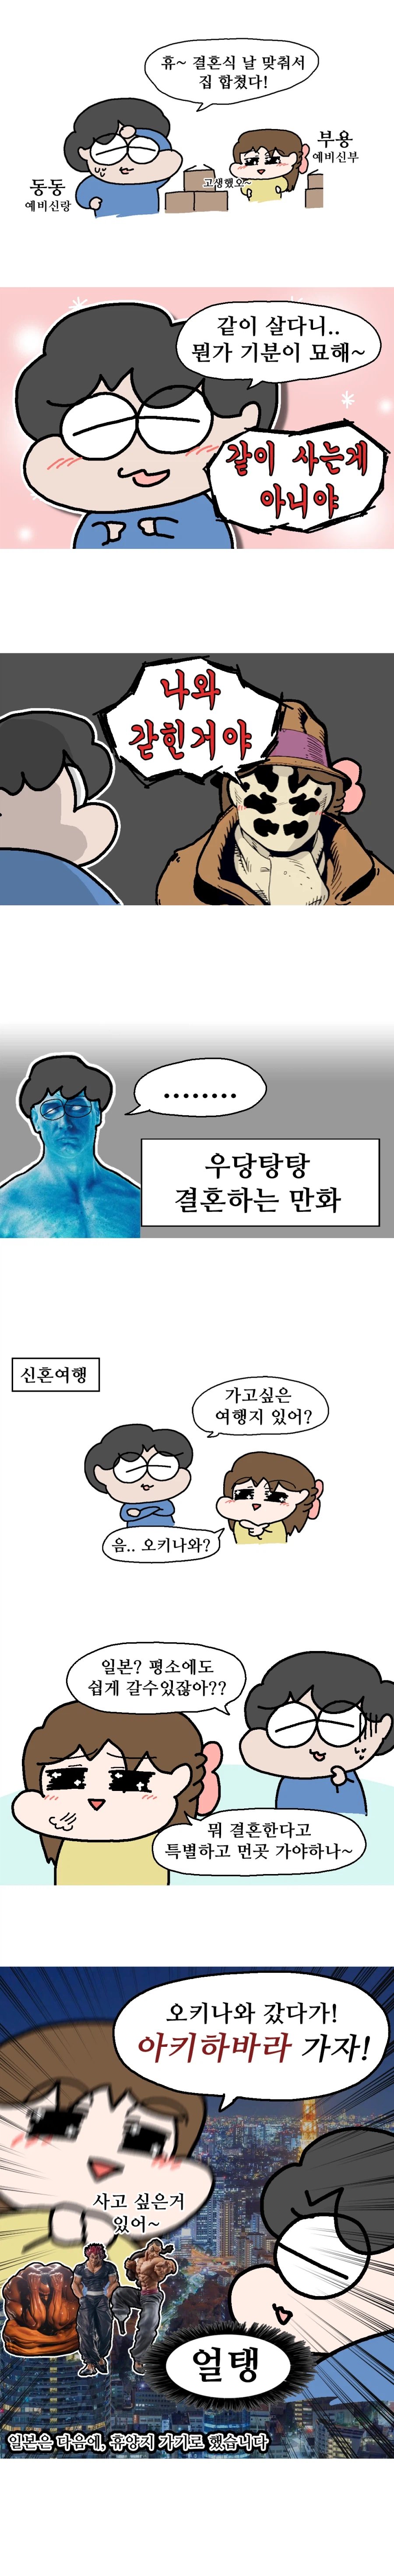 휴~ 결혼식 날 맞춰서
집 합쳤다!
부용
예비신부
고생했오~
동동
예비신랑
같이 살다니..
뭔가 기분이 묘해~
같이 사는게
아니야
나와
갇힌거야
........
우당탕탕
결혼하는 만화
신혼여행
가고싶은
여행지 있어?
음.. 오키나와?
일본? 평소에도
쉽게 갈수있잖아??
뭐 결혼한다고
특별하고 먼곳 가야하나~
오키나와 갔다가!
아키하바라 가자!
사고 싶은거
있어~
얼탱
일본은 다음에, 휴양지 가기로 했습니다